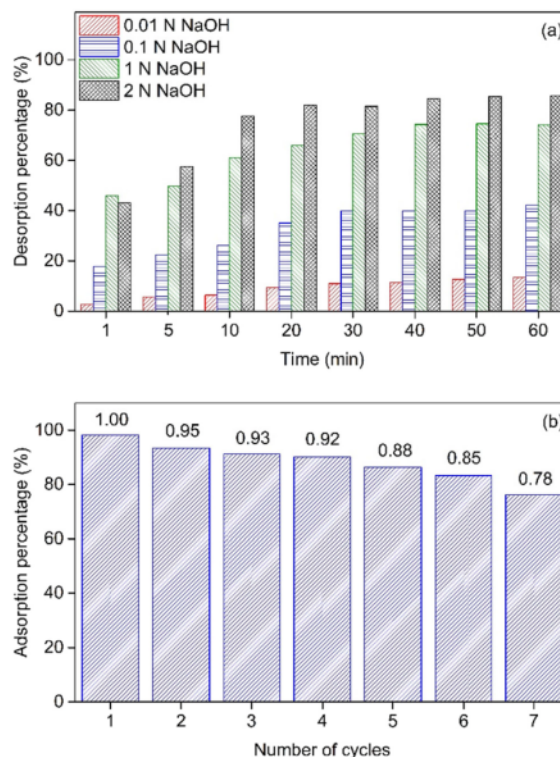 (a)
0.01 N NaOH
0.1 N NaOH
1 N NaOH
2 N NaOH
Desorption percentage (%)
100
80
60
40
20
0
1 5 10 20 30 40 50 60
Time (min)
(b)
1.00 0.95 0.93 0.92 0.88 0.85 0.78
Adsorption percentage (%)
100
80
60
40
20
0
1 2 3 4 5 6 7
Number of cycles